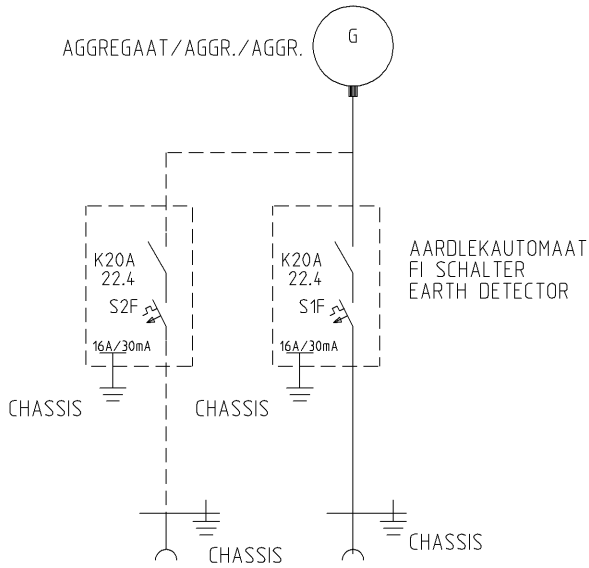 G
AGGREGAAT/AGGR./AGGR.
K20A
22.4
S2F
16A/30mA
CHASSIS
K20A
22.4
S1F
16A/30mA
CHASSIS
AARDLEKAUTOMAAT
FI SCHALTER
EARTH DETECTOR
CHASSIS
CHASSIS